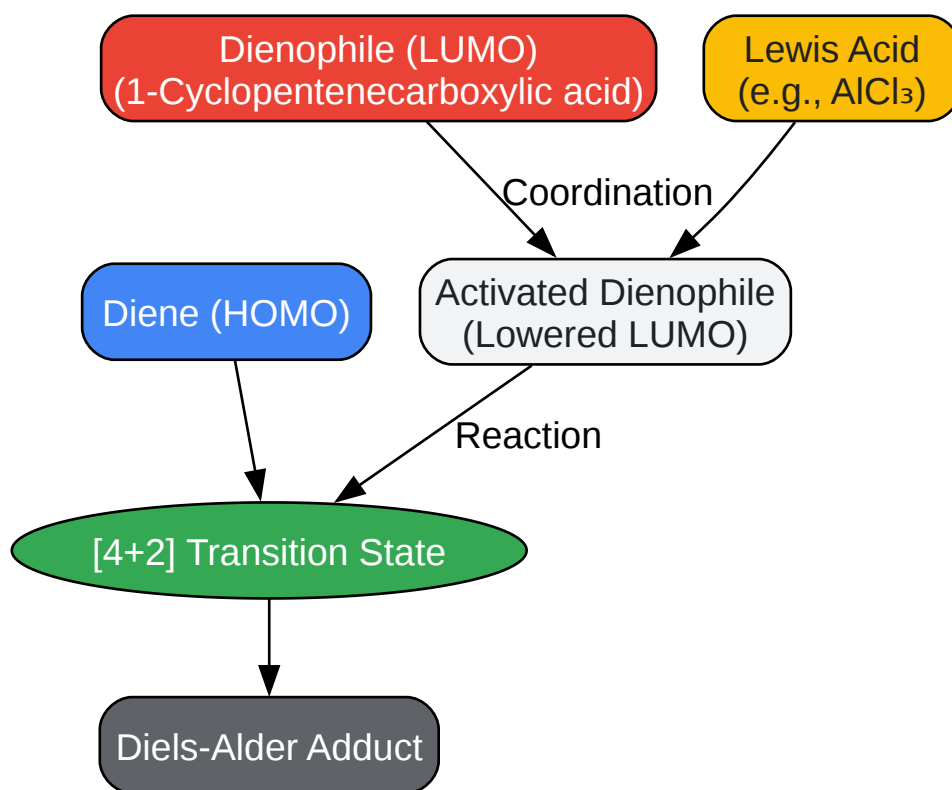 Dienophile (LUMO)
(1-Cyclopentenecarboxylic acid)
Lewis Acid
(e.g., AlCl₃)
Coordination
Diene (HOMO)
Activated Dienophile
(Lowered LUMO)
Reaction
[4+2] Transition State
Diels-Alder Adduct